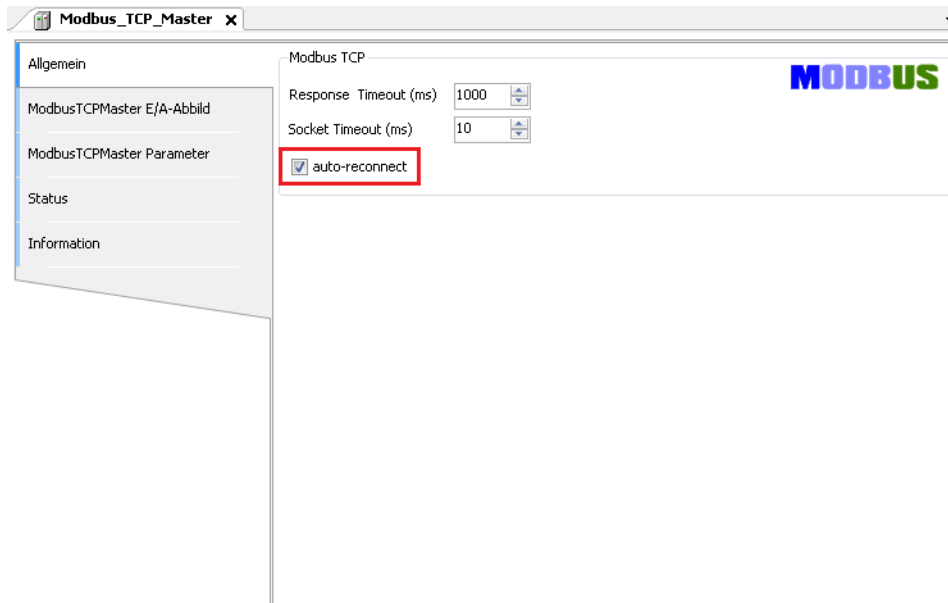 Modbus_TCP_Master x
Allgemein
ModbusTCPMaster E/A-Abbild
ModbusTCPMaster Parameter
Status
Information
Modbus TCP
MODBUS
Response Timeout (ms) 1000
Socket Timeout (ms) 10
auto-reconnect